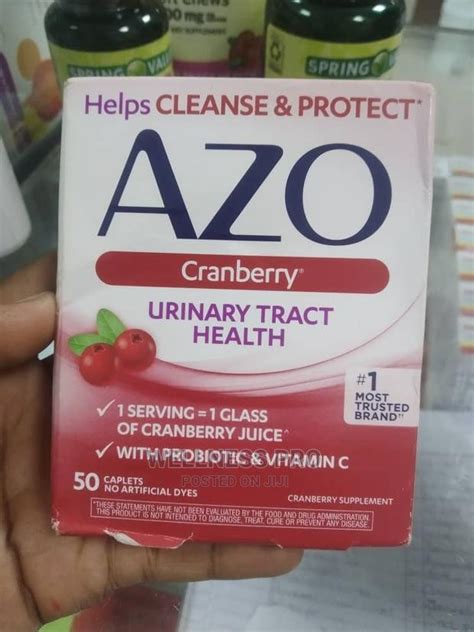 SPRING VALLEY
Soft Chews
SPRING VAL
Helps CLEANSE & PROTECT*
AZO
Cranberry®
URINARY TRACT
HEALTH
#1
MOST
TRUSTED
BRAND^††
✓ 1 SERVING = 1 GLASS
OF CRANBERRY JUICE^
✓ WITH PROBIOTIC & VITAMIN C
WELLNESS PRO
POSTED ON JIJI
50 CAPLETS
NO ARTIFICIAL DYES
CRANBERRY SUPPLEMENT
*THESE STATEMENTS HAVE NOT BEEN EVALUATED BY THE FOOD AND DRUG ADMINISTRATION.
THIS PRODUCT IS NOT INTENDED TO DIAGNOSE, TREAT, CURE OR PREVENT ANY DISEASE.